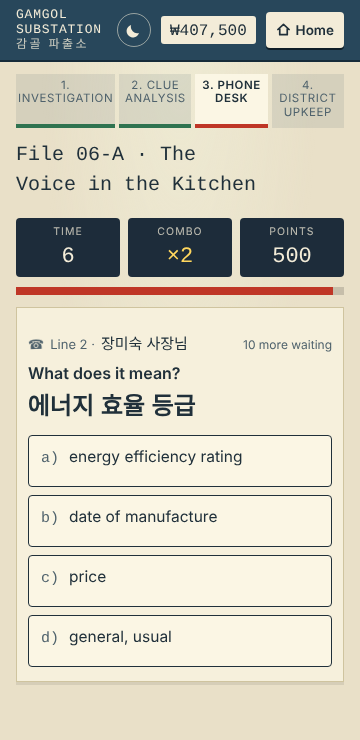 GAMGOL
SUBSTATION
감골 파출소
₩407,500
Home
1.
INVESTIGATION
2. CLUE
ANALYSIS
3. PHONE
DESK
4.
DISTRICT
UPKEEP
File 06-A · The
Voice in the Kitchen
TIME
6
COMBO
×2
POINTS
500
☎ Line 2 · 장미숙 사장님
10 more waiting
What does it mean?
에너지 효율 등급
a) energy efficiency rating
b) date of manufacture
c) price
d) general, usual